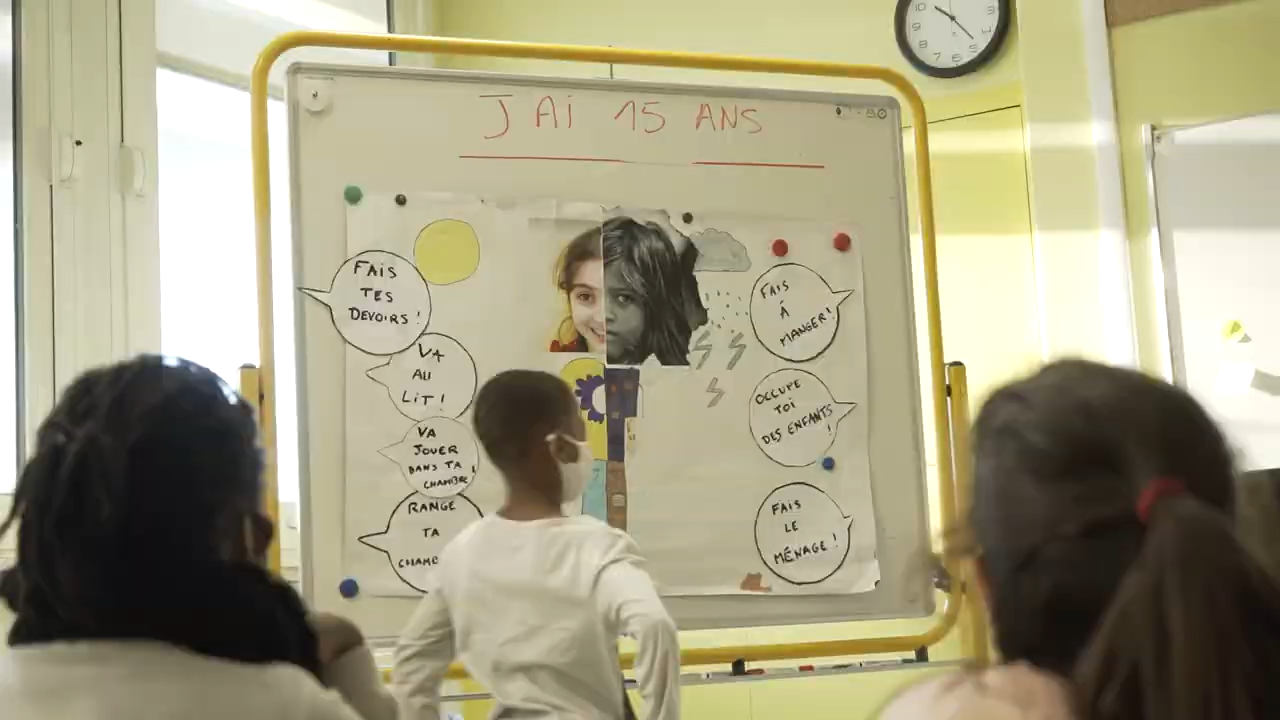 J'AI 15 ANS
FAIS
TES
DEVOIRS !
VA
AU
LIT !
VA
JOUER
DANS TA
CHAMBRE !
RANGE
TA
CHAMB
FAIS
À
MANGER !
OCCUPE
TOI
DES ENFANTS
!
FAIS
LE
MÉNAGE !